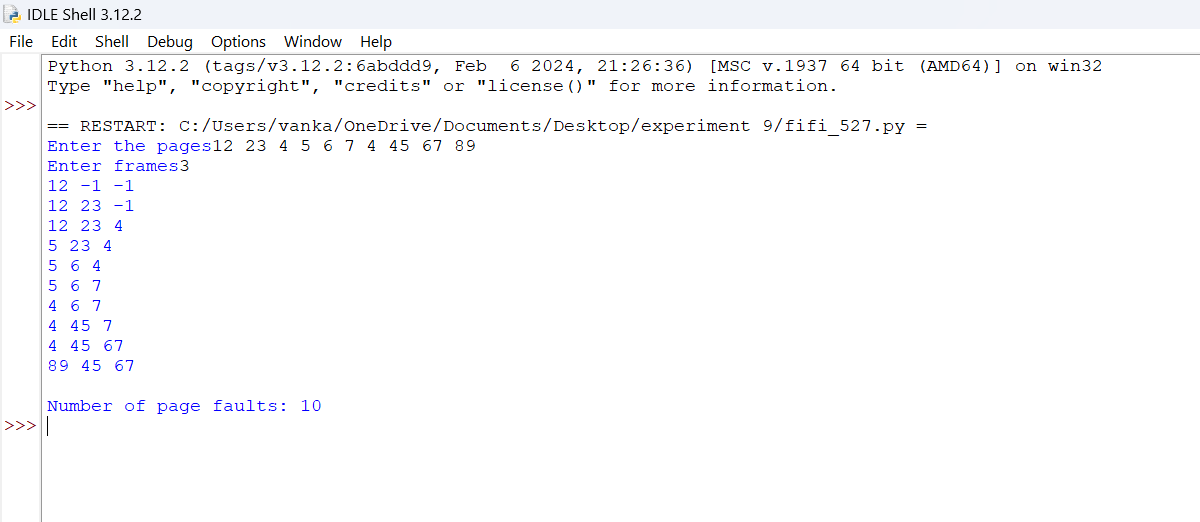 IDLE Shell 3.12.2
File Edit Shell Debug Options Window Help
Python 3.12.2 (tags/v3.12.2:6abddd9, Feb  6 2024, 21:26:36) [MSC v.1937 64 bit (AMD64)] on win32
Type "help", "copyright", "credits" or "license()" for more information.
>>>
== RESTART: C:/Users/vanka/OneDrive/Documents/Desktop/experiment 9/fifi_527.py =
Enter the pages12 23 4 5 6 7 4 45 67 89
Enter frames3
12 -1 -1
12 23 -1
12 23 4
5 23 4
5 6 4
5 6 7
4 6 7
4 45 7
4 45 67
89 45 67
Number of page faults: 10
>>>